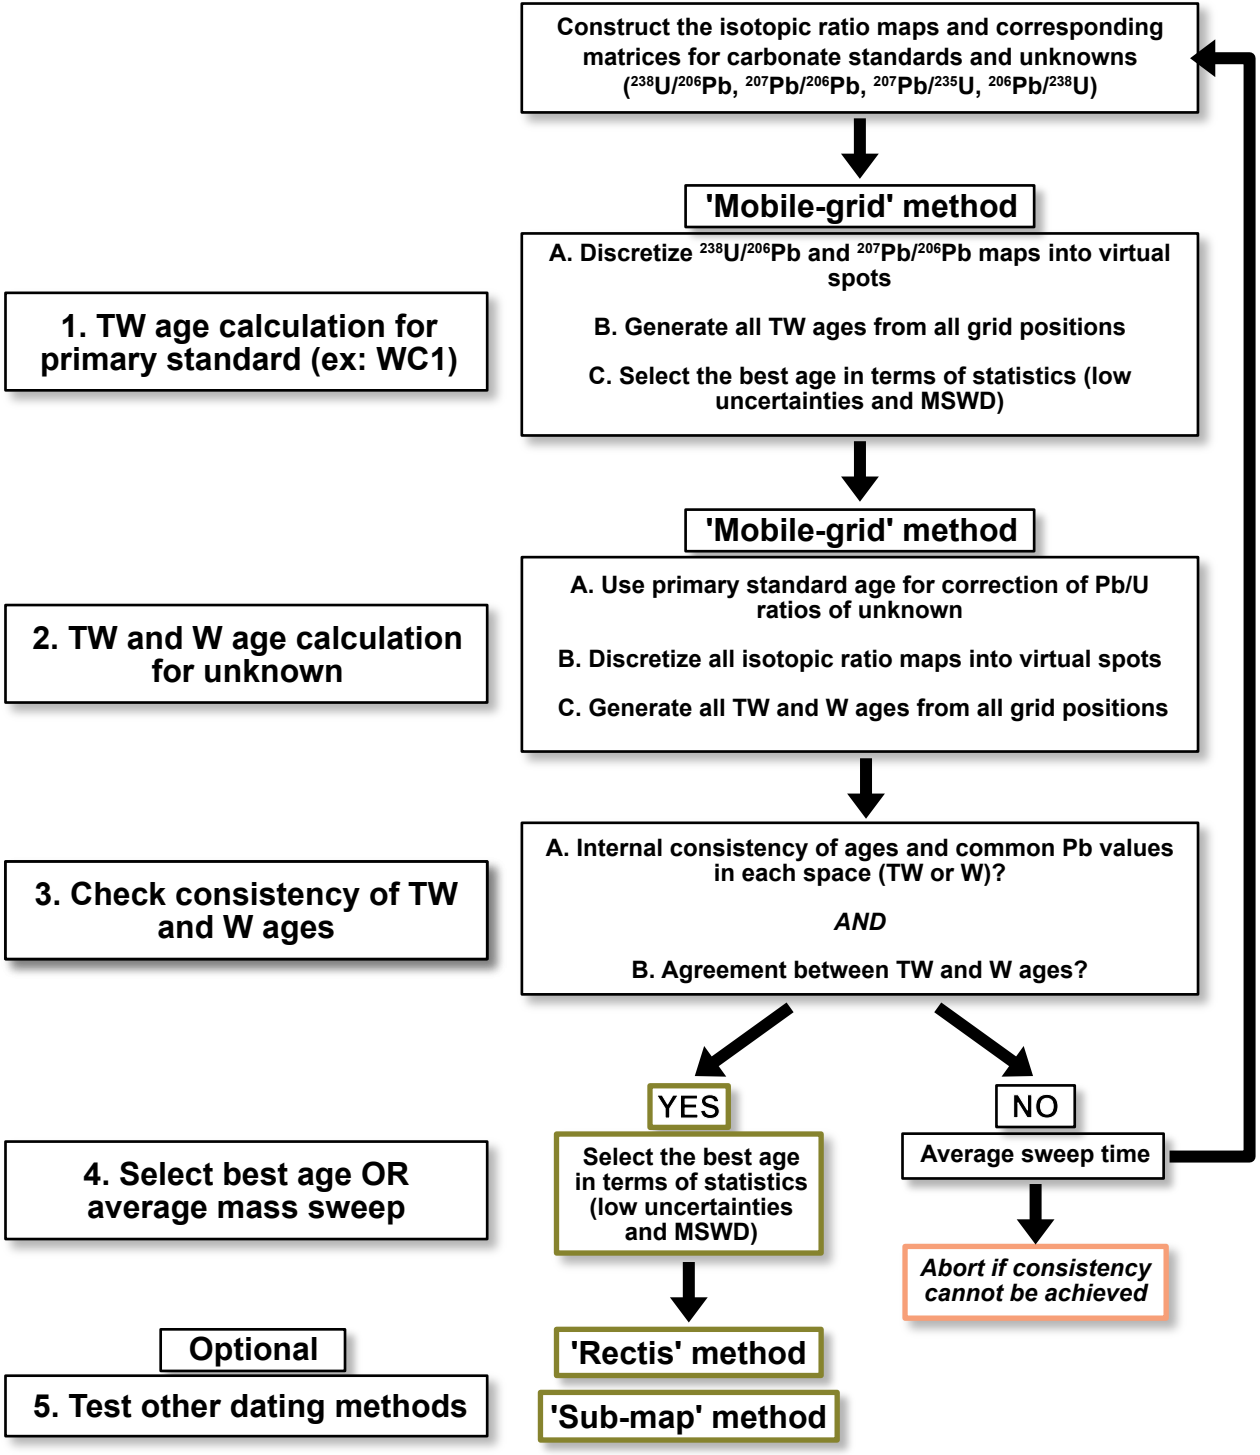 Construct the isotopic ratio maps and corresponding
matrices for carbonate standards and unknowns
(²³⁸U/²⁰⁶Pb, ²⁰⁷Pb/²⁰⁶Pb, ²⁰⁷Pb/²³⁵U, ²⁰⁶Pb/²³⁸U)
1. TW age calculation for
primary standard (ex: WC1)
'Mobile-grid' method
A. Discretize ²³⁸U/²⁰⁶Pb and ²⁰⁷Pb/²⁰⁶Pb maps into virtual
spots
B. Generate all TW ages from all grid positions
C. Select the best age in terms of statistics (low
uncertainties and MSWD)
2. TW and W age calculation
for unknown
'Mobile-grid' method
A. Use primary standard age for correction of Pb/U
ratios of unknown
B. Discretize all isotopic ratio maps into virtual spots
C. Generate all TW and W ages from all grid positions
3. Check consistency of TW
and W ages
A. Internal consistency of ages and common Pb values
in each space (TW or W)?
AND
B. Agreement between TW and W ages?
4. Select best age OR
average mass sweep
YES
Select the best age
in terms of statistics
(low uncertainties
and MSWD)
NO
Average sweep time
Abort if consistency
cannot be achieved
Optional
5. Test other dating methods
'Rectis' method
'Sub-map' method